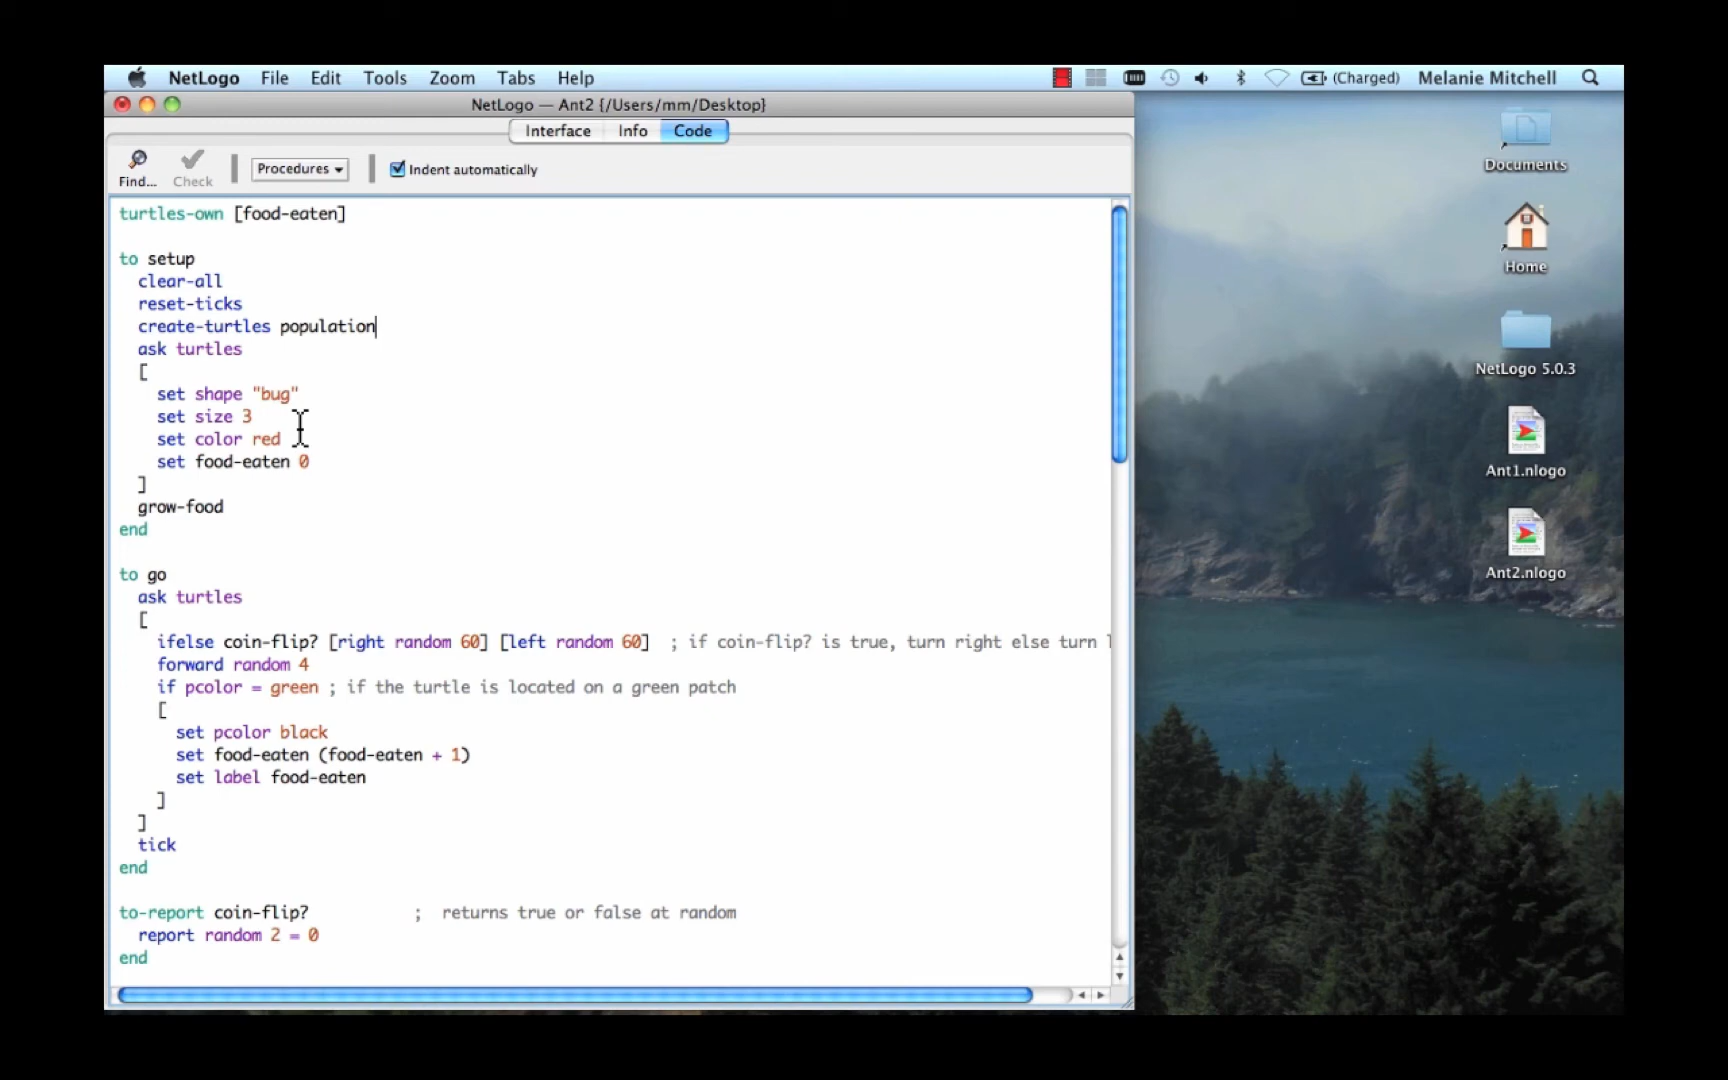 NetLogo File Edit Tools Zoom Tabs Help (Charged) Melanie Mitchell
NetLogo — Ant2 {/Users/mm/Desktop}
Interface Info Code
Find... Check Procedures Indent automatically
turtles-own [food-eaten]
to setup
clear-all
reset-ticks
create-turtles population
ask turtles
[
set shape "bug"
set size 3
set color red
set food-eaten 0
]
grow-food
end
to go
ask turtles
[
ifelse coin-flip? [right random 60] [left random 60] ; if coin-flip? is true, turn right else turn l
forward random 4
if pcolor = green ; if the turtle is located on a green patch
[
set pcolor black
set food-eaten (food-eaten + 1)
set label food-eaten
]
]
tick
end
to-report coin-flip? ; returns true or false at random
report random 2 = 0
end
Documents
Home
NetLogo 5.0.3
Ant1.nlogo
Ant2.nlogo